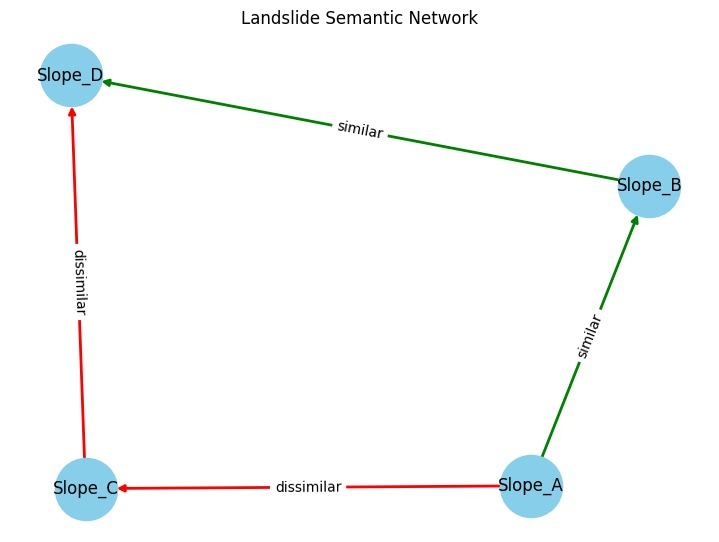 Landslide Semantic Network
Slope_D
similar
Slope_B
dissimilar
similar
Slope_C
dissimilar
Slope_A